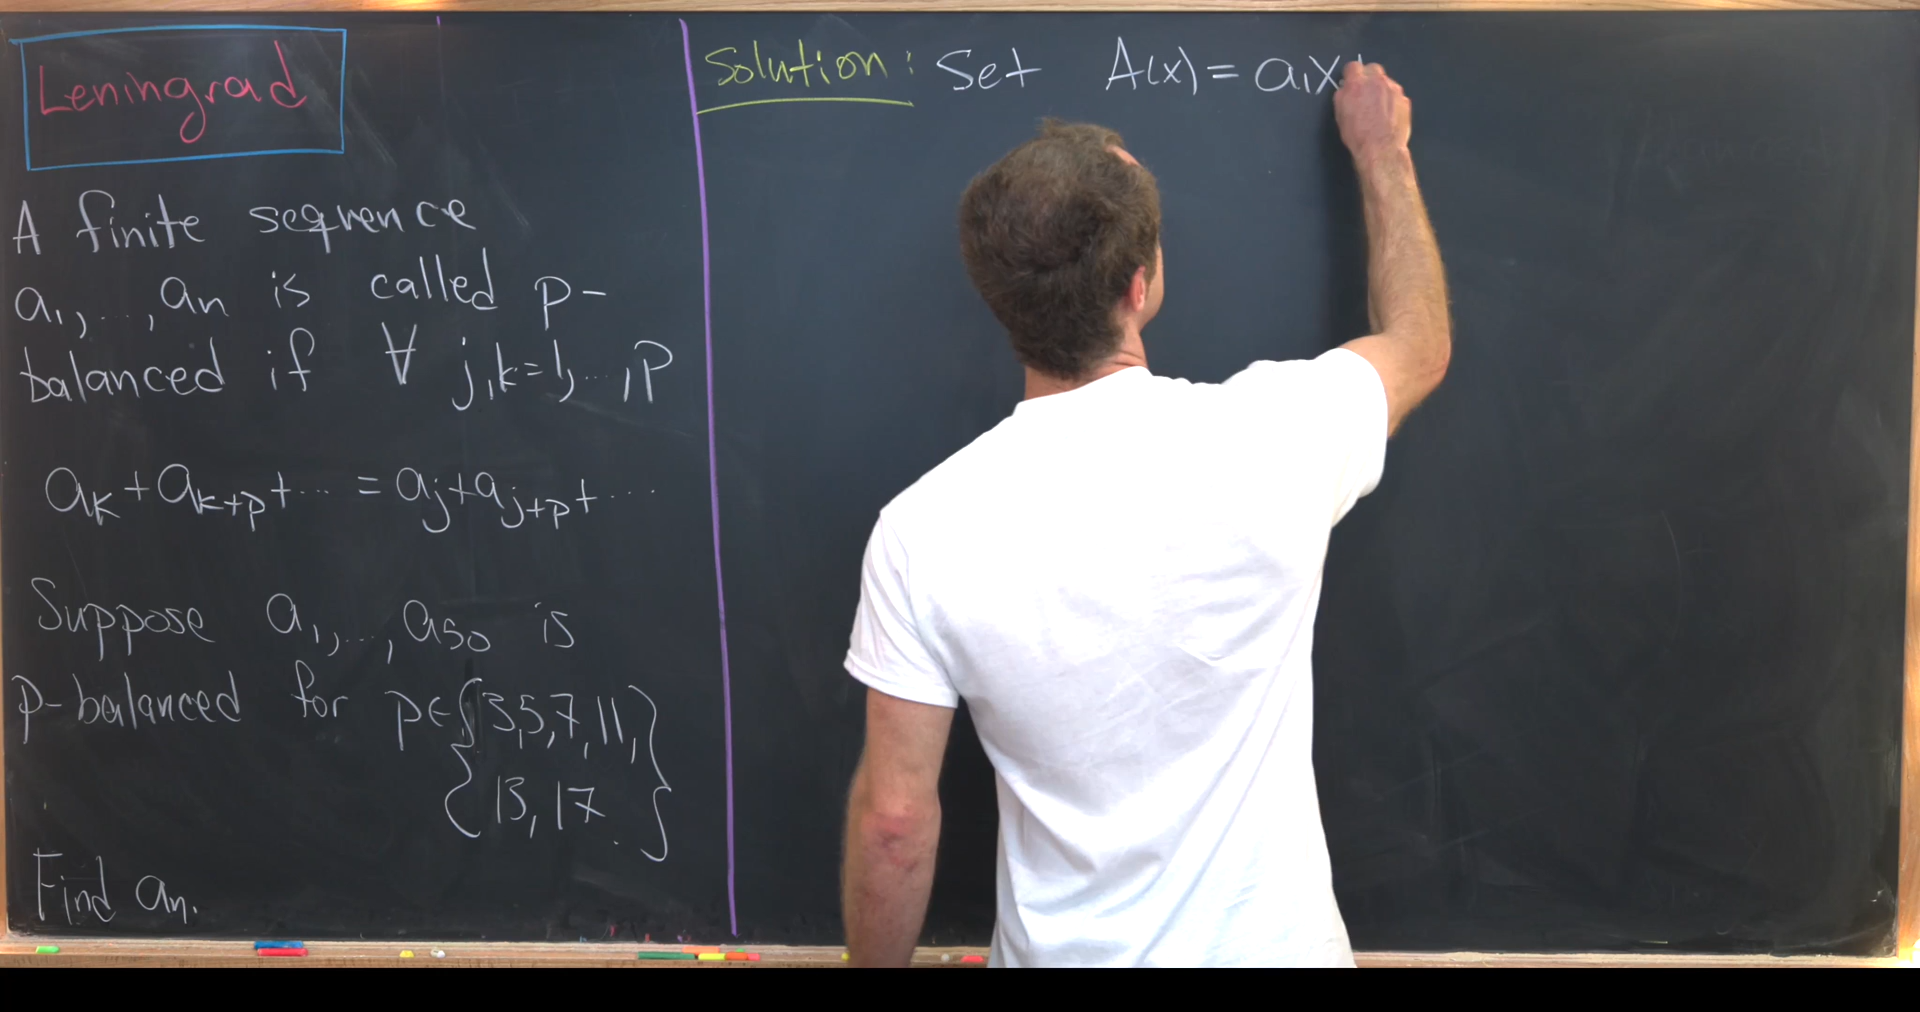 Leningrad
A finite sequence
a₁, ..., aₙ is called p-
balanced if ∀ j,k=1,...,p
aₖ+aₖ₊ₚ+... = aⱼ+aⱼ₊ₚ+...
Suppose a₁, ..., a₅₀ is
p-balanced for p∈{3,5,7,11,
13,17}
Find aₙ.
Solution: Set A(x)= a₁x+